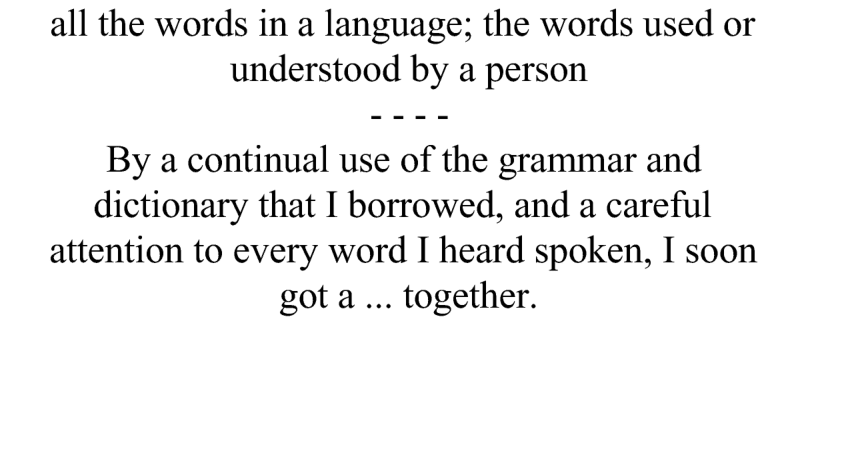 all the words in a language; the words used or
understood by a person
- - - -
By a continual use of the grammar and
dictionary that I borrowed, and a careful
attention to every word I heard spoken, I soon
got a ... together.